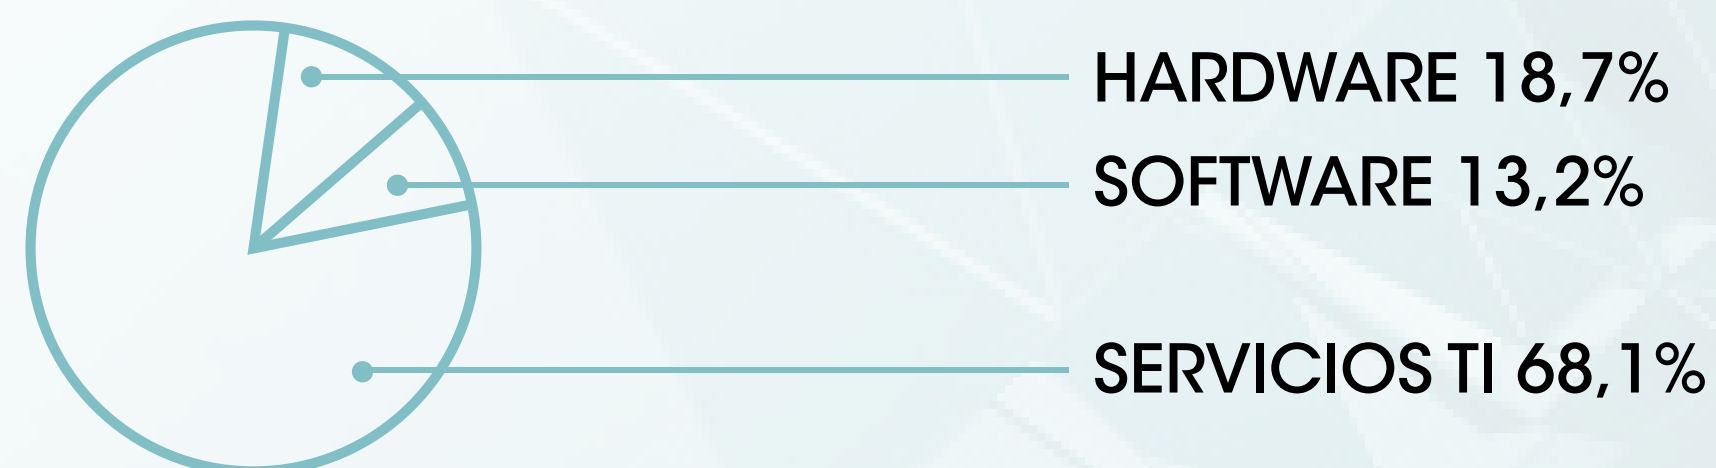 HARDWARE 18,7%
SOFTWARE 13,2%
SERVICIOS TI 68,1%